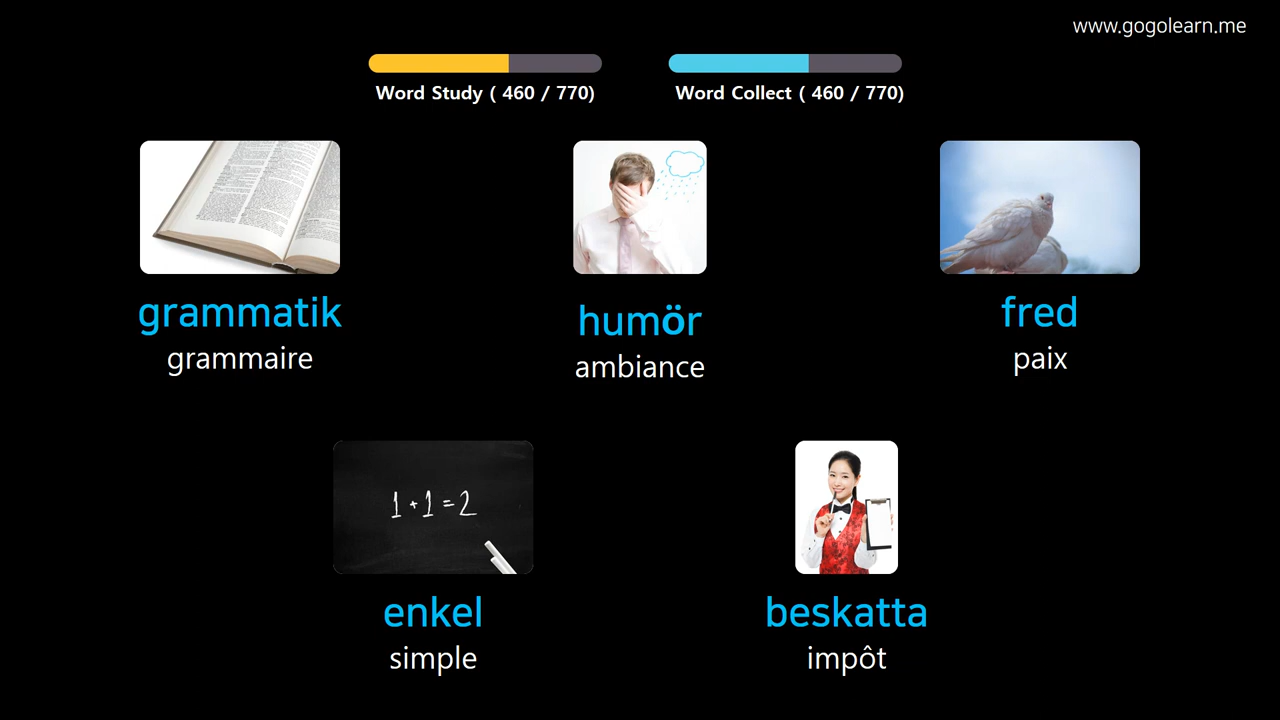 www.gogolearn.me
Word Study ( 460 / 770)
Word Collect ( 460 / 770)
grammatik
grammaire
humör
ambiance
fred
paix
1 + 1 = 2
enkel
simple
beskatta
impôt